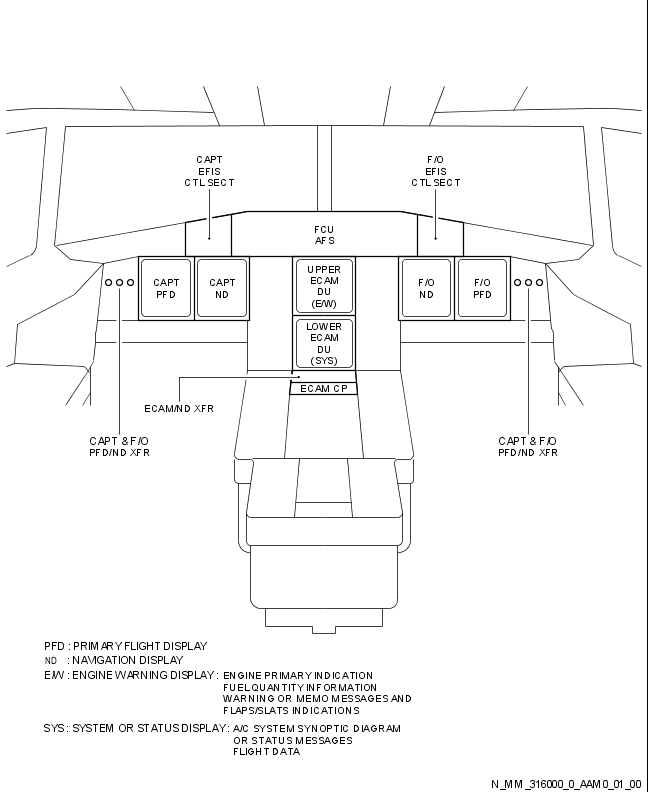 CAPT
EFIS
CTL SECT
F/O
EFIS
CTL SECT
FCU
AFS
CAPT
PFD
CAPT
ND
UPPER
ECAM
DU
(E/W)
F/O
ND
F/O
PFD
LOWER
ECAM
DU
(SYS)
ECAM CP
ECAM/ND XFR
CAPT & F/O
PFD/ND XFR
CAPT & F/O
PFD/ND XFR
PFD : PRIMARY FLIGHT DISPLAY
ND : NAVIGATION DISPLAY
E/W : ENGINE WARNING DISPLAY : ENGINE PRIMARY INDICATION
FUEL QUANTITY INFORMATION
WARNING OR MEMO MESSAGES AND
FLAPS/SLATS INDICATIONS
SYS : SYSTEM OR STATUS DISPLAY : A/C SYSTEM SYNOPTIC DIAGRAM
OR STATUS MESSAGES
FLIGHT DATA
N_MM_316000_0_AAM0_01_00